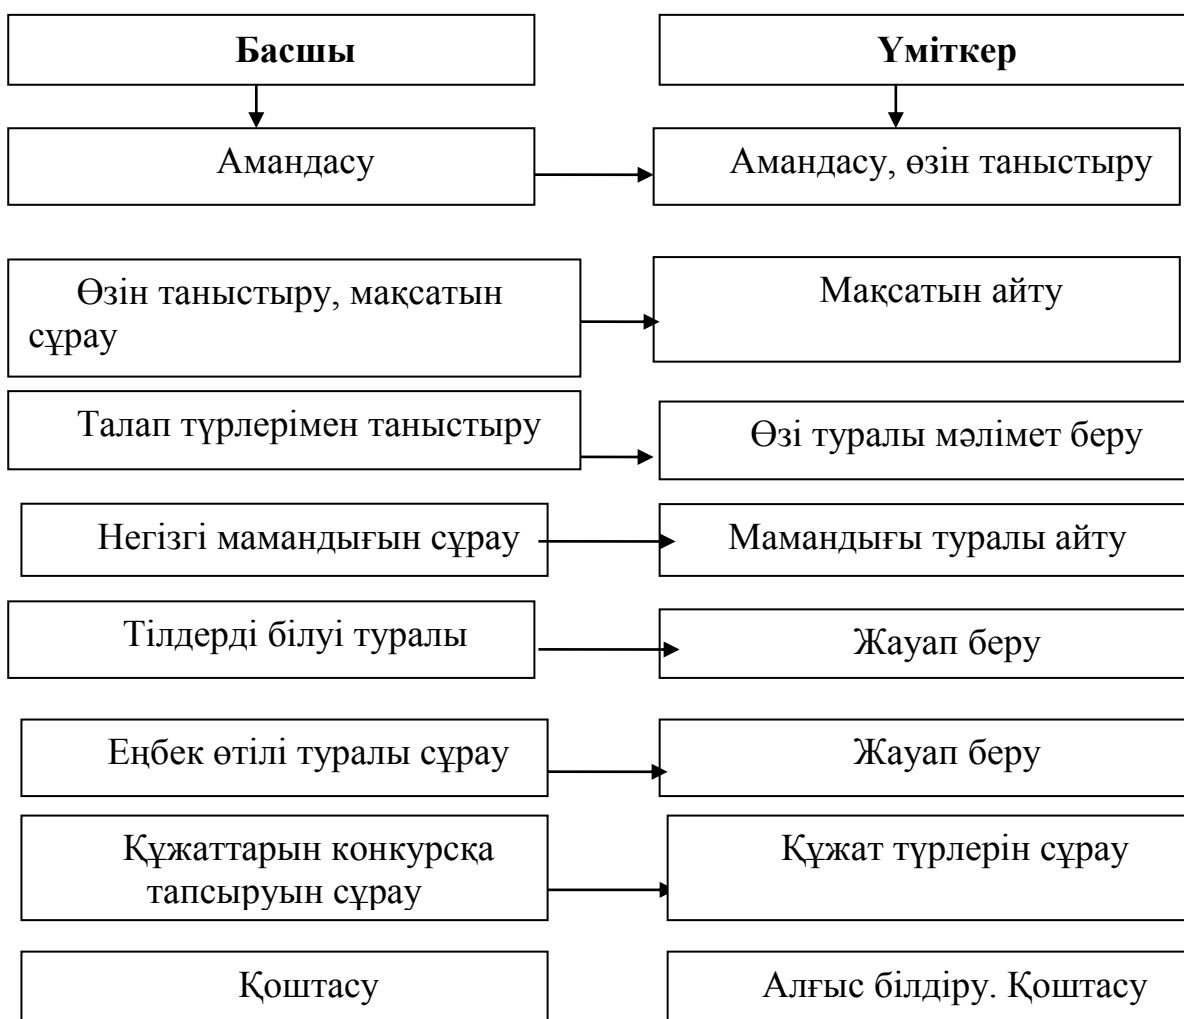 Басшы
Үміткер
Амандасу
Амандасу, өзін таныстыру
Өзін таныстыру, мақсатын
сұрау
Мақсатын айту
Талап түрлерімен таныстыру
Өзі туралы мәлімет беру
Негізгі мамандығын сұрау
Мамандығы туралы айту
Тілдерді білуі туралы
Жауап беру
Еңбек өтілі туралы сұрау
Жауап беру
Құжаттарын конкурсқа
тапсыруын сұрау
Құжат түрлерін сұрау
Қоштасу
Алғыс білдіру. Қоштасу